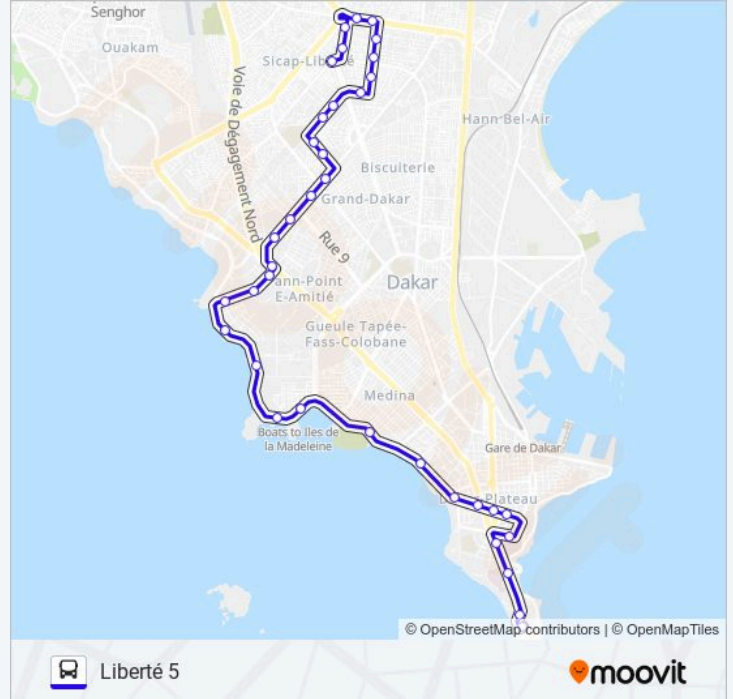 Senghor
Ouakam
Sicap-Liberté
Voie de Dégagement Nord
Hann Bel-Air
Biscuiterie
Grand-Dakar
Rue 9
Dakar
ann-Point
E-Amitié
Gueule Tapée-
Fass-Colobane
Medina
Boats to Iles de
la Madeleine
Gare de Dakar
Plateau
© OpenStreetMap contributors | © OpenMapTiles
Liberté 5
moovit